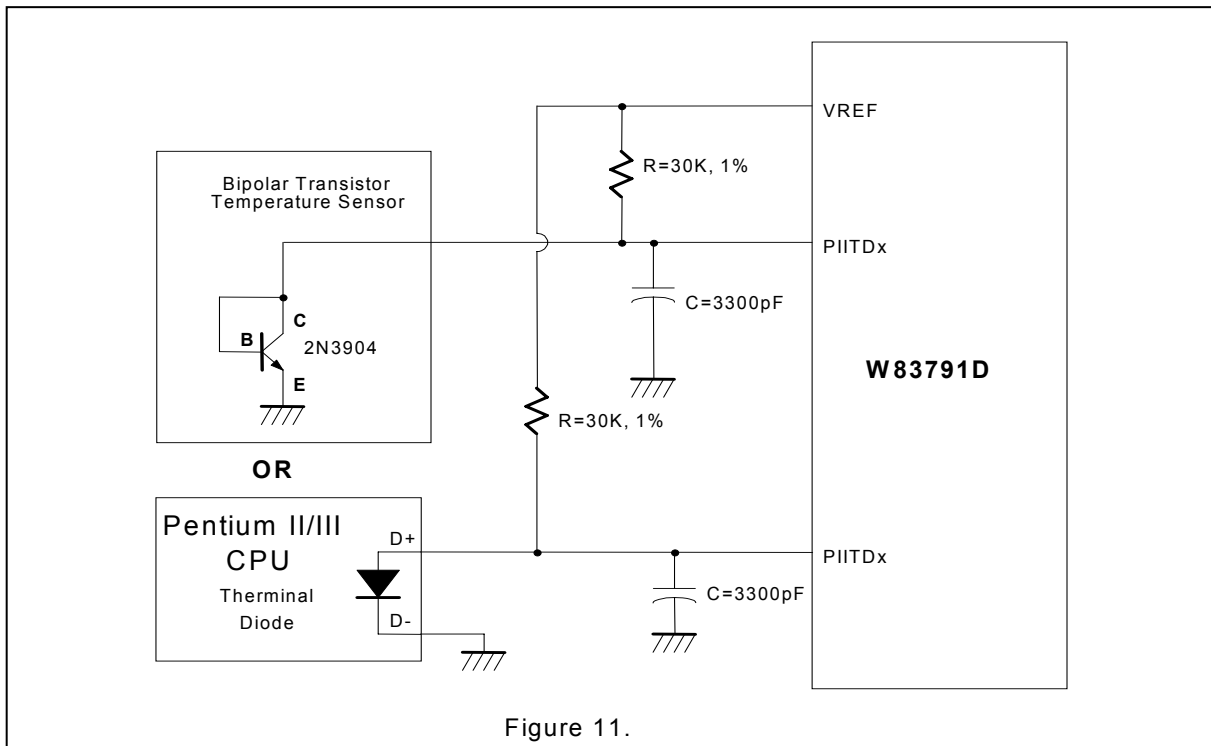 VREF
R=30K, 1%
Bipolar Transistor
Temperature Sensor
PIITDx
C=3300pF
C
B
2N3904
E
W83791D
R=30K, 1%
OR
Pentium II/III
CPU
Therminal
Diode
D+
D-
PIITDx
C=3300pF
Figure 11.